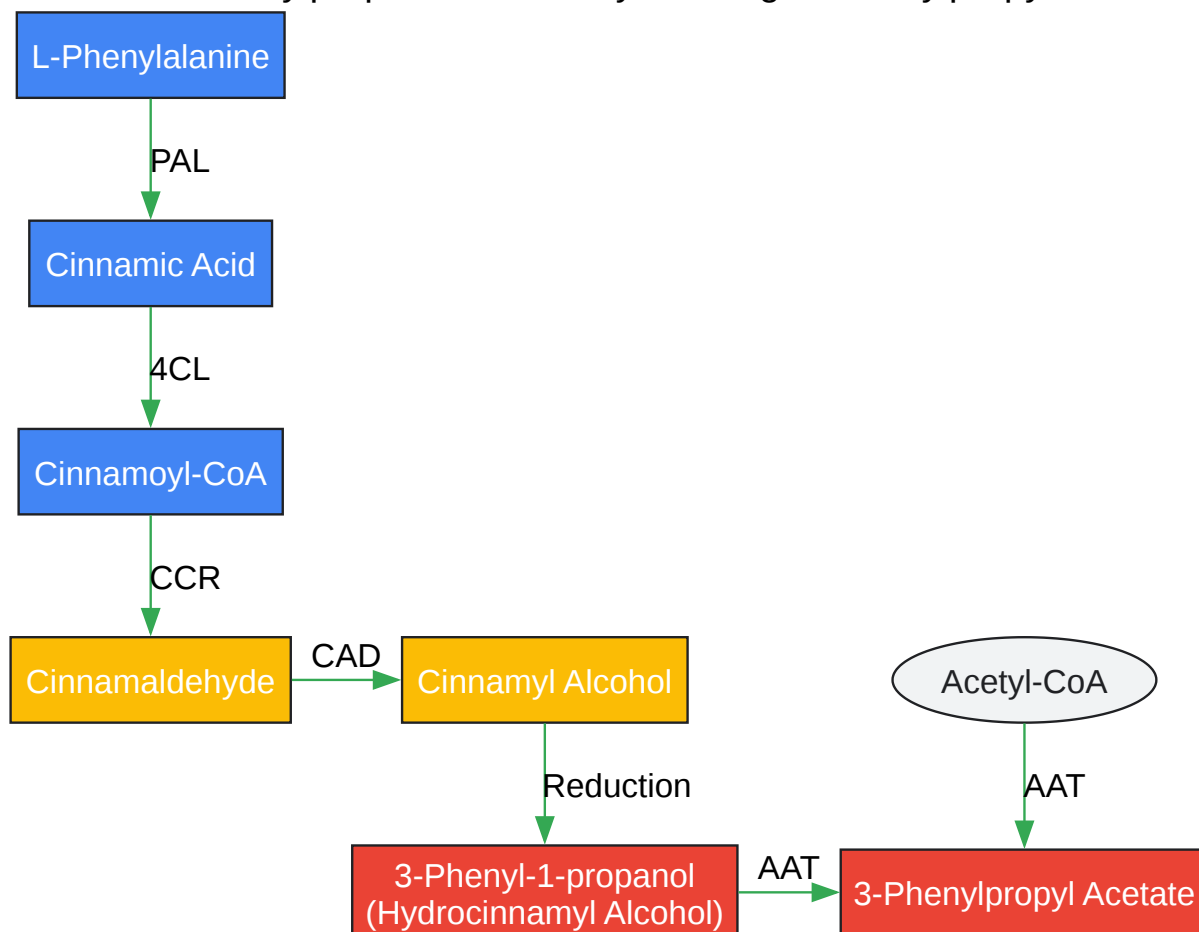 L-Phenylalanine
PAL
Cinnamic Acid
4CL
Cinnamoyl-CoA
CCR
Cinnamaldehyde
CAD
Cinnamyl Alcohol
Acetyl-CoA
Reduction
AAT
3-Phenyl-1-propanol
(Hydrocinnamyl Alcohol)
AAT
3-Phenylpropyl Acetate